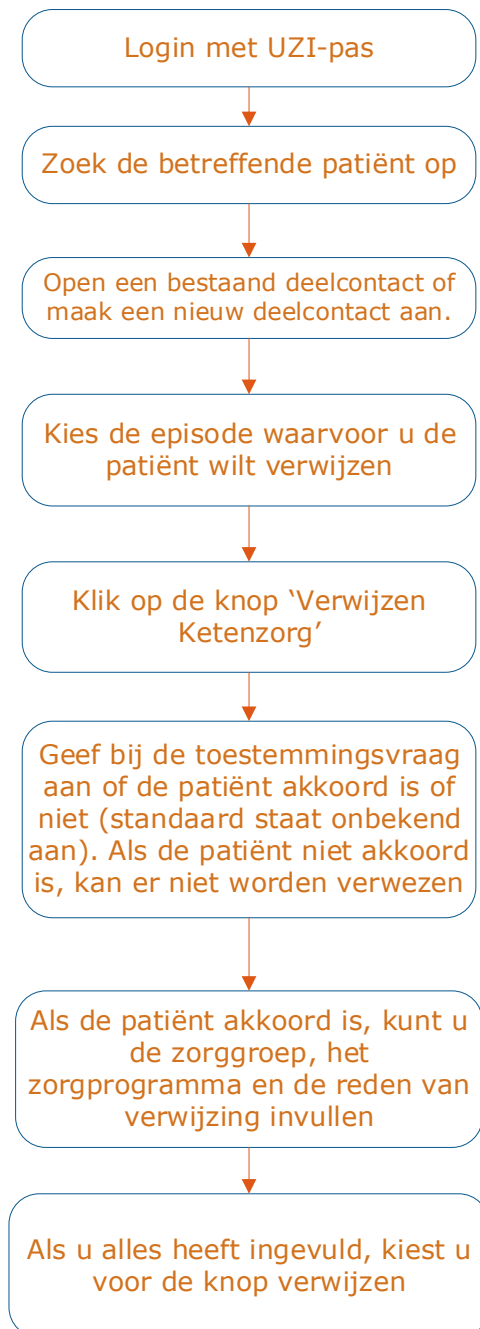 Login met UZI-pas
Zoek de betreffende patiënt op
Open een bestaand deelcontact of
maak een nieuw deelcontact aan.
Kies de episode waarvoor u de
patiënt wilt verwijzen
Klik op de knop ‘Verwijzen
Ketenzorg’
Geef bij de toestemmingsvraag
aan of de patiënt akkoord is of
niet (standaard staat onbekend
aan). Als de patiënt niet akkoord
is, kan er niet worden verwezen
Als de patiënt akkoord is, kunt u
de zorggroep, het
zorgprogramma en de reden van
verwijzing invullen
Als u alles heeft ingevuld, kiest u
voor de knop verwijzen